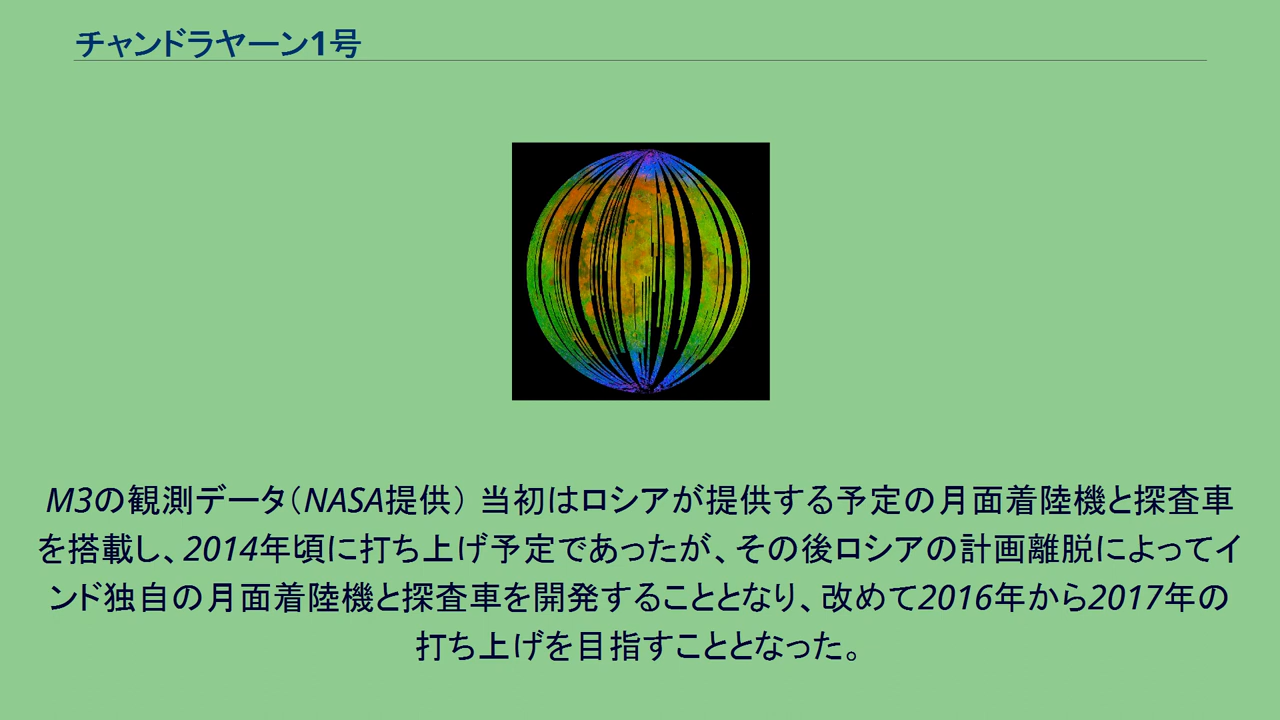 チャンドラヤーン1号
M3の観測データ（NASA提供） 当初はロシアが提供する予定の月面着陸機と探査車
を搭載し、2014年頃に打ち上げ予定であったが、その後ロシアの計画離脱によってイ
ンド独自の月面着陸機と探査車を開発することとなり、改めて2016年から2017年の
打ち上げを目指すこととなった。